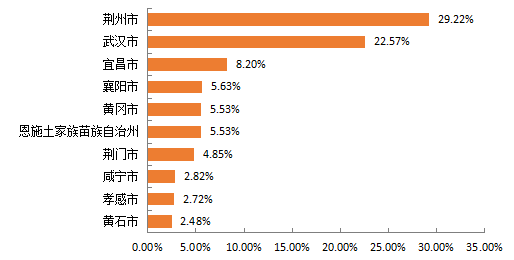 荆州市 29.22%
武汉市 22.57%
宜昌市 8.20%
襄阳市 5.63%
黄冈市 5.53%
恩施土家族苗族自治州 5.53%
荆门市 4.85%
咸宁市 2.82%
孝感市 2.72%
黄石市 2.48%
0.00% 5.00% 10.00% 15.00% 20.00% 25.00% 30.00% 35.00%